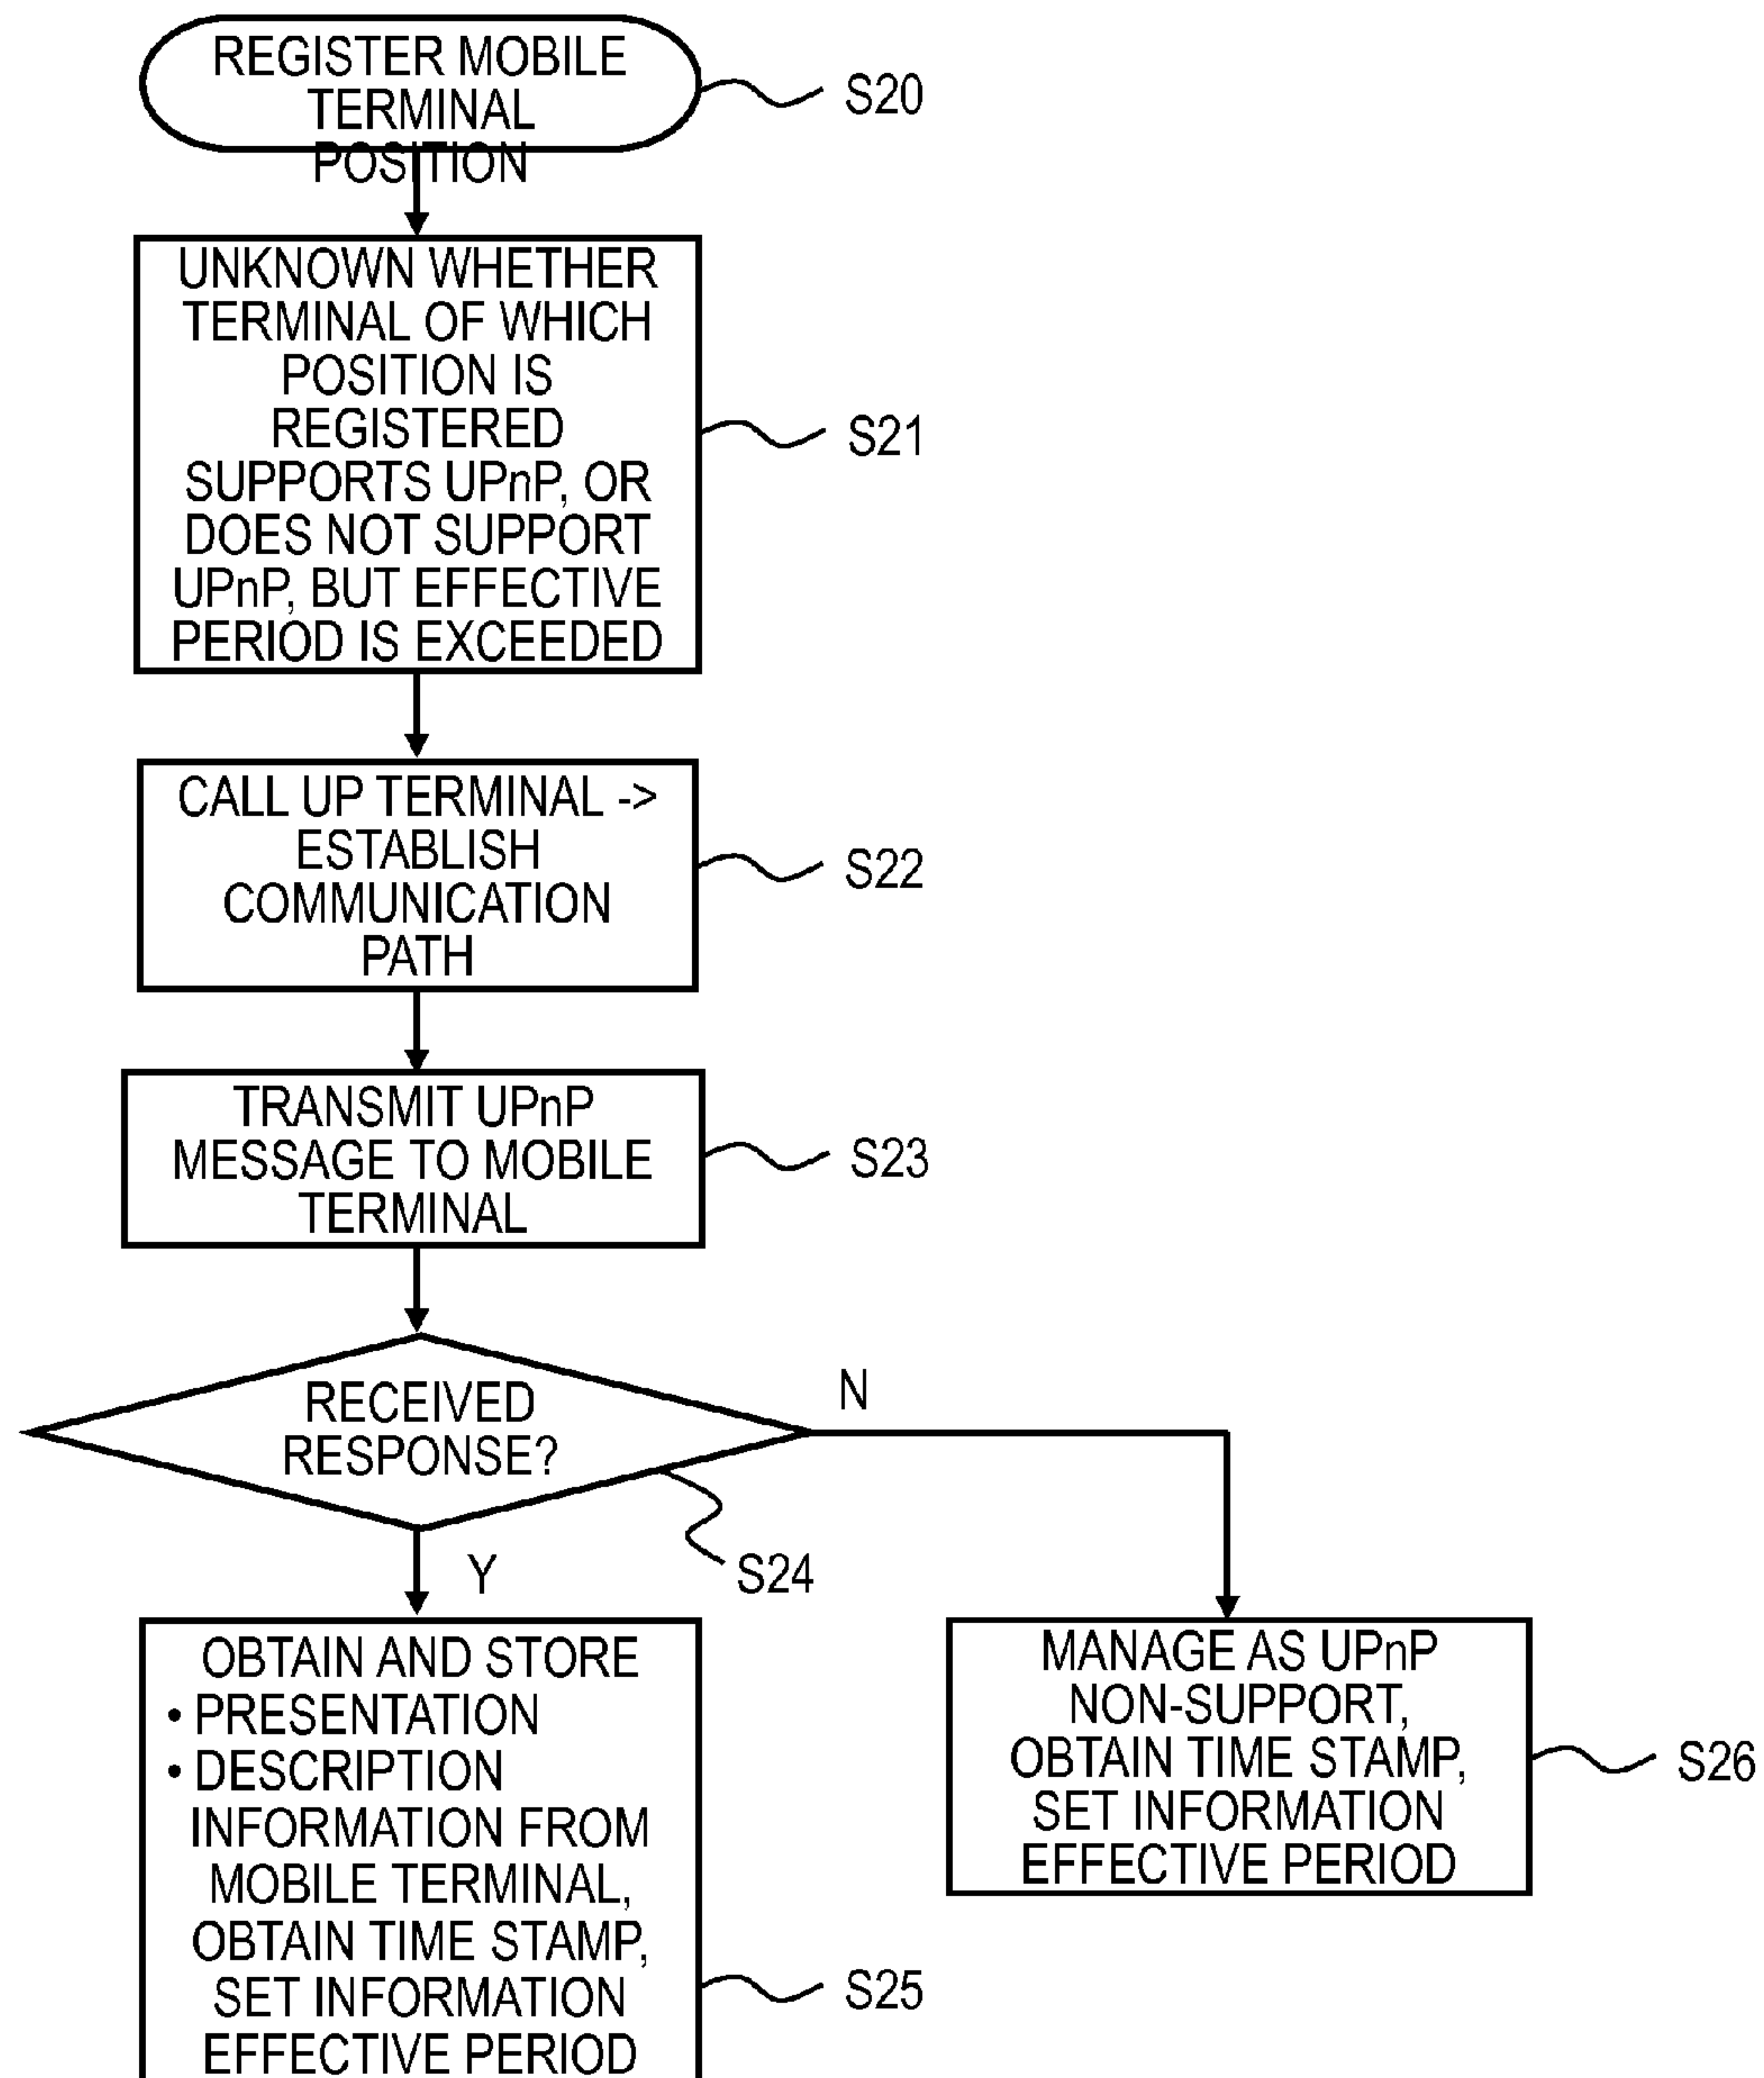 REGISTER MOBILE
TERMINAL
POSITION
S20
UNKNOWN WHETHER
TERMINAL OF WHICH
POSITION IS
REGISTERED
SUPPORTS UPnP, OR
DOES NOT SUPPORT
UPnP, BUT EFFECTIVE
PERIOD IS EXCEEDED
S21
CALL UP TERMINAL ->
ESTABLISH
COMMUNICATION
PATH
S22
TRANSMIT UPnP
MESSAGE TO MOBILE
TERMINAL
S23
RECEIVED
RESPONSE?
N
Y
S24
OBTAIN AND STORE
• PRESENTATION
• DESCRIPTION
INFORMATION FROM
MOBILE TERMINAL,
OBTAIN TIME STAMP,
SET INFORMATION
EFFECTIVE PERIOD
S25
MANAGE AS UPnP
NON-SUPPORT,
OBTAIN TIME STAMP,
SET INFORMATION
EFFECTIVE PERIOD
S26